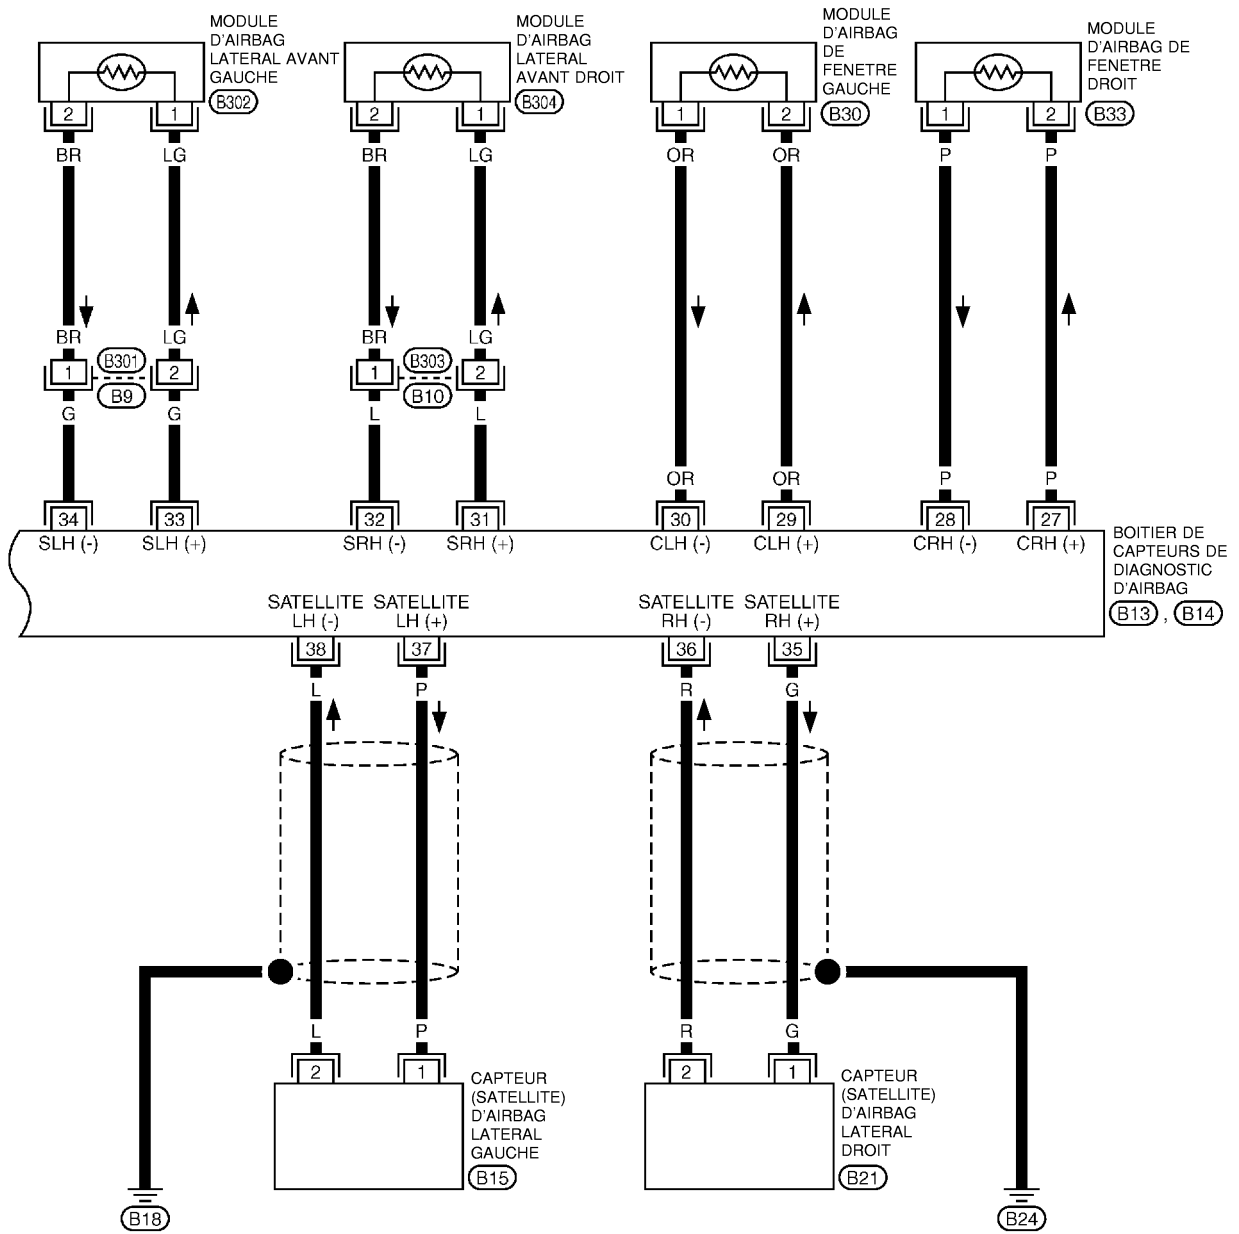 MODULE
D'AIRBAG
LATERAL AVANT
GAUCHE
B302
MODULE
D'AIRBAG
LATERAL
AVANT DROIT
B304
MODULE
D'AIRBAG
DE
FENETRE
GAUCHE
B30
MODULE
D'AIRBAG DE
FENETRE
DROIT
B33
2 1 2 1 1 2 1 2
BR LG BR LG OR OR P P
BR LG BR LG
1 B301 2 1 B303 2
B9 B10
G G L L
OR OR P P
34 33 32 31 30 29 28 27
SLH (-) SLH (+) SRH (-) SRH (+) CLH (-) CLH (+) CRH (-) CRH (+)
BOITIER DE
CAPTEURS DE
DIAGNOSTIC
D'AIRBAG
B13 , B14
SATELLITE SATELLITE SATELLITE SATELLITE
LH (-) LH (+) RH (-) RH (+)
38 37 36 35
L P R G
L P R G
2 1 2 1
CAPTEUR
(SATELLITE)
D'AIRBAG
LATERAL
GAUCHE
B15
CAPTEUR
(SATELLITE)
D'AIRBAG
LATERAL
DROIT
B21
B18 B24